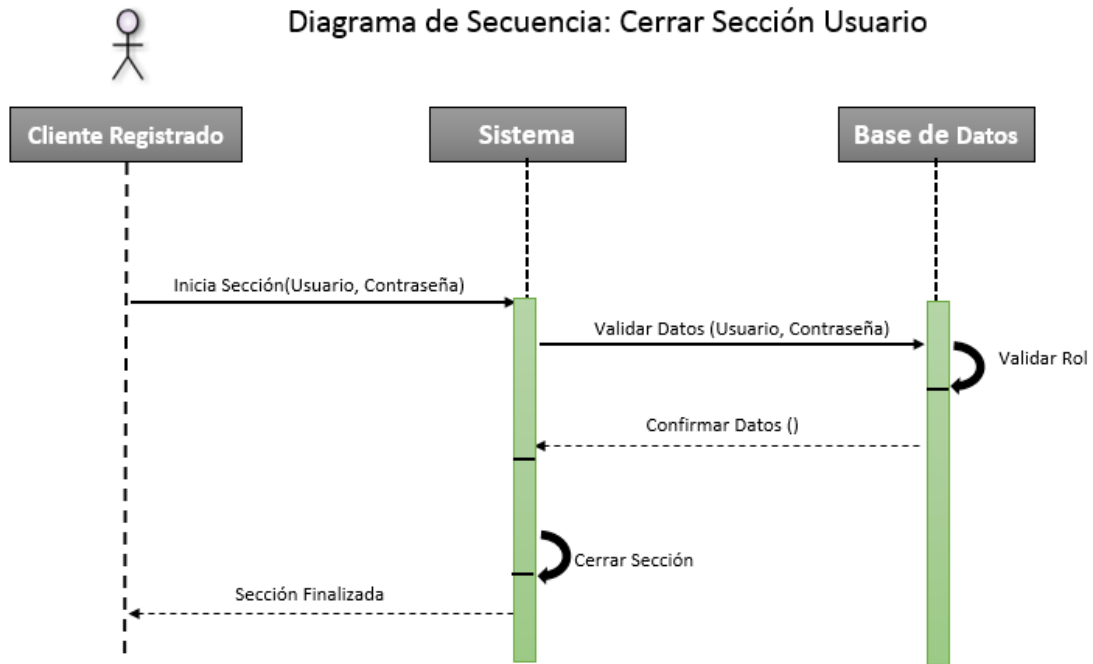 Diagrama de Secuencia: Cerrar Sección Usuario
Cliente Registrado
Sistema
Base de Datos
Inicia Sección(Usuario, Contraseña)
Validar Datos (Usuario, Contraseña)
Validar Rol
Confirmar Datos ()
Cerrar Sección
Sección Finalizada